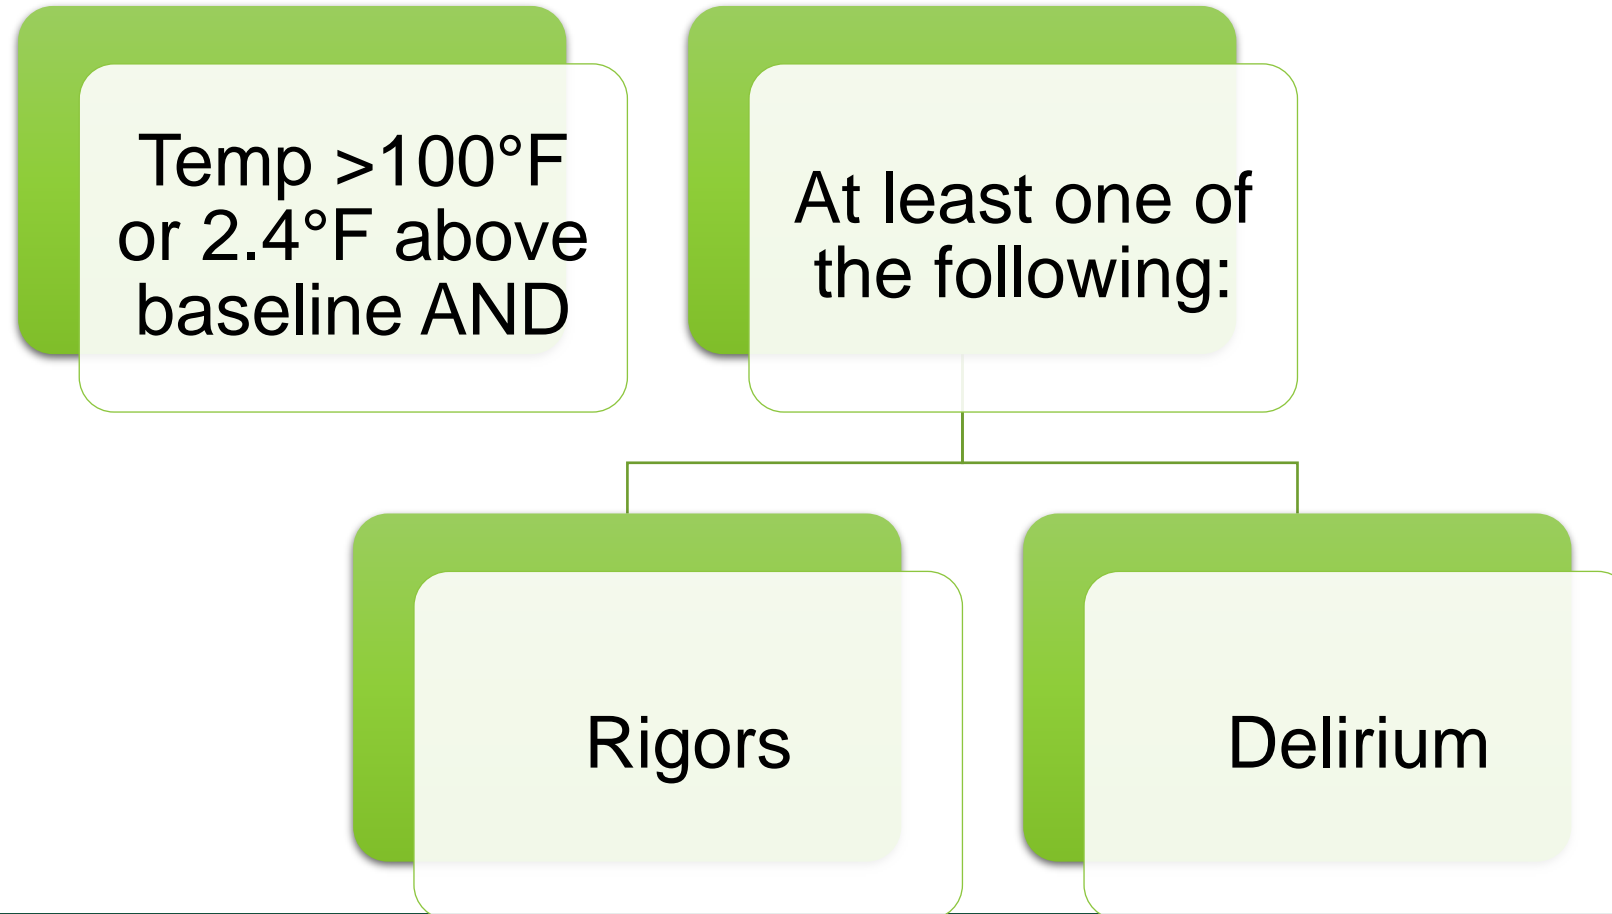 Temp >100°F
or 2.4°F above
baseline AND
At least one of
the following:
Rigors
Delirium